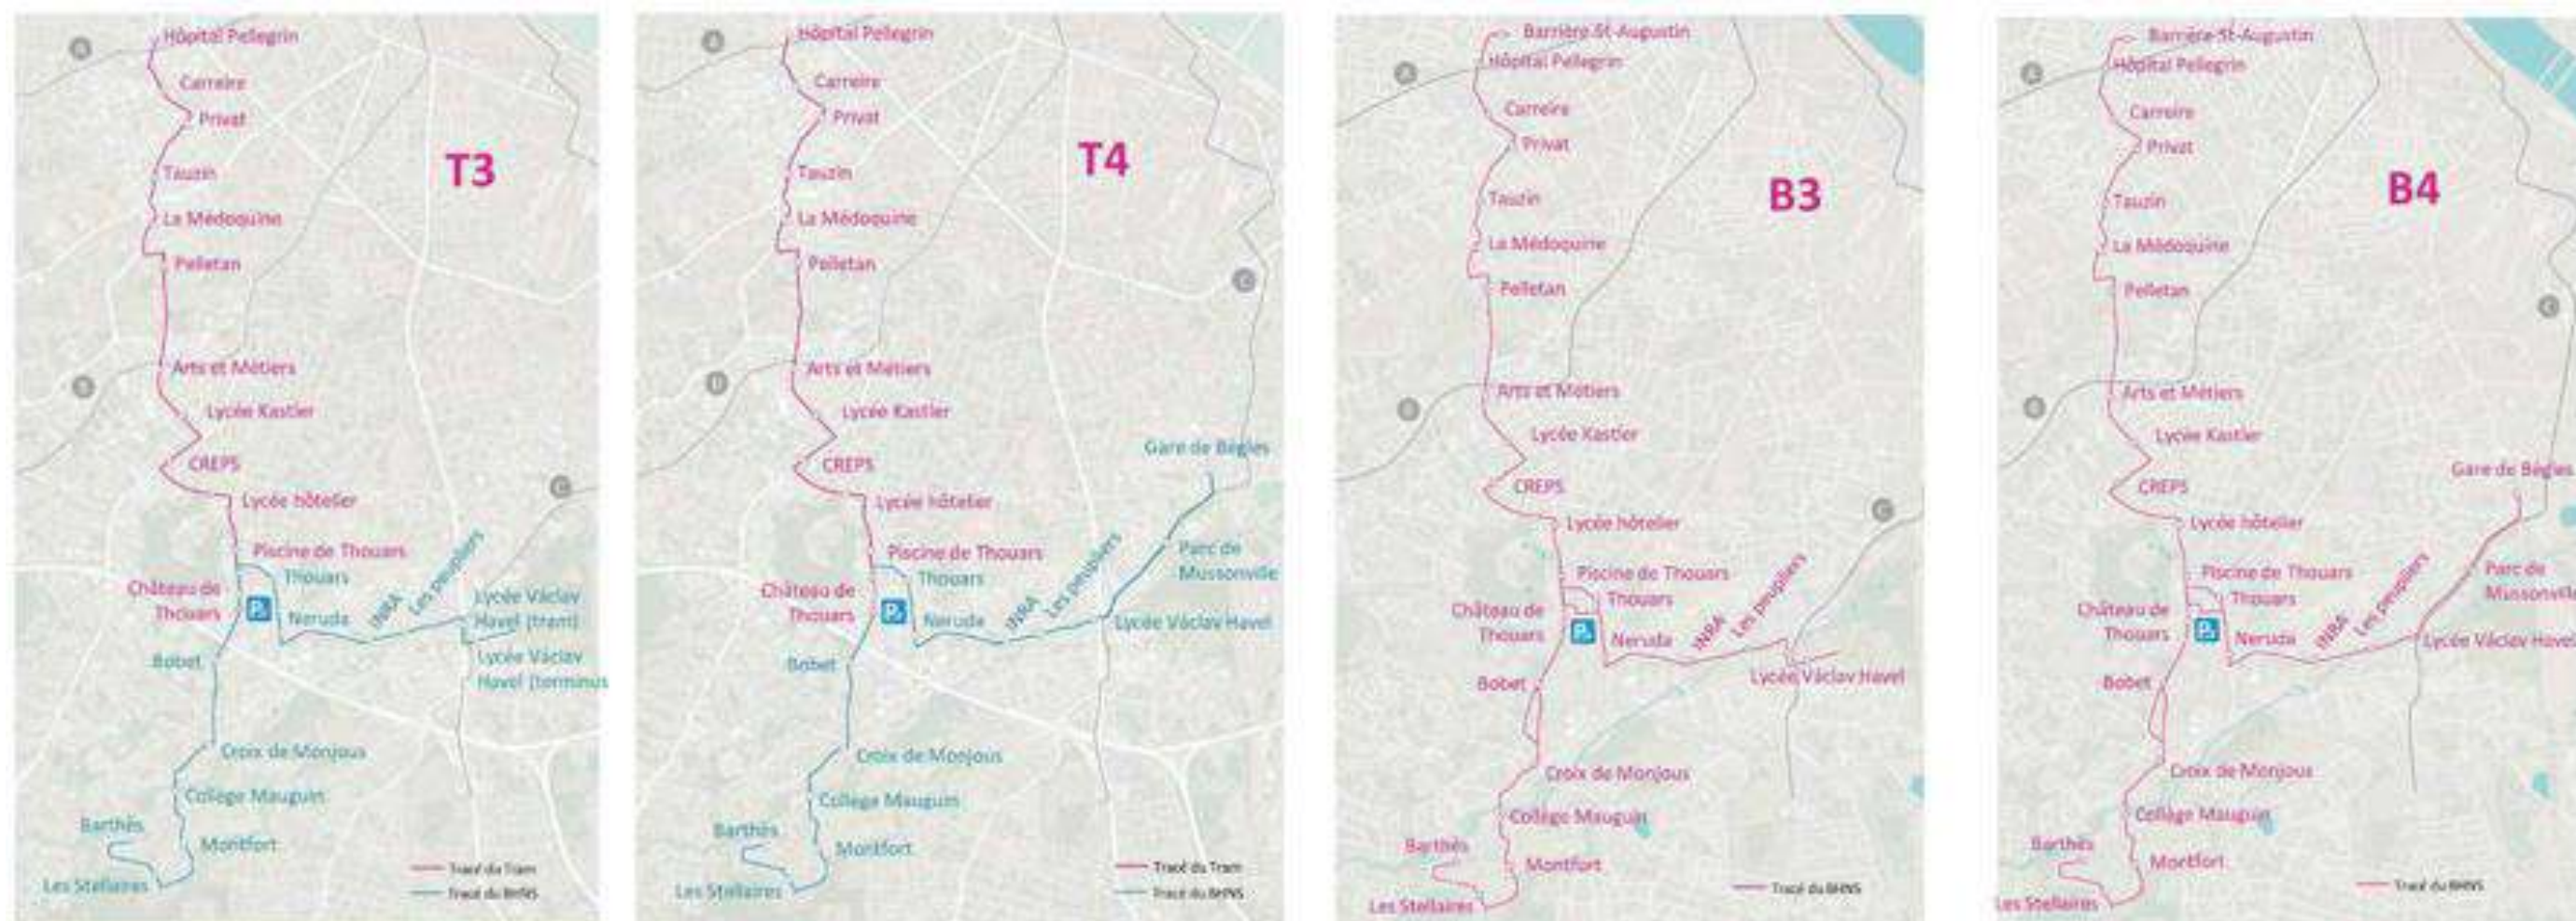 Hôpital Pellegrin
Carreire
Privat
T3
Tauzin
La Médoquine
Pelletan
Arts et Métiers
Lycée Kastler
CREPS
C
Lycée hôtelier
Piscine de Thouars
Thouars
Château de
Thouars
P
Neruda
INRA
Les peupliers
Lycée Václav
Havel (tram)
Lycée Václav
Havel (terminus
Bobet
Croix de Monjous
Collège Mauguin
Barthès
Montfort
Les Stellaires
Tracé du Tram
Tracé du BHNS
A
Hôpital Pellegrin
Carreire
Privat
T4
Tauzin
La Médoquine
Pelletan
C
Arts et Métiers
Lycée Kastler
Gare de Bègles
CREPS
Lycée hôtelier
Piscine de Thouars
Thouars
Château de
Thouars
P
Neruda
INRA
Les peupliers
Parc de
Mussonville
Lycée Václav Havel
Bobet
Croix de Monjous
Collège Mauguin
Barthès
Montfort
Les Stellaires
Tracé du Tram
Tracé du BHNS
Barrière St-Augustin
Hôpital Pellegrin
A
Carreire
Privat
B3
Tauzin
La Médoquine
Pelletan
Arts et Métiers
B
Lycée Kastler
CREPS
C
Lycée hôtelier
Piscine de Thouars
Thouars
Château de
Thouars
P
Neruda
INRA
Les peupliers
Lycée Václav Havel
Bobet
Croix de Monjous
Collège Mauguin
Barthès
Montfort
Les Stellaires
Tracé du BHNS
Barrière St-Augustin
Hôpital Pellegrin
A
Carreire
Privat
B4
Tauzin
La Médoquine
Pelletan
C
Arts et Métiers
B
Lycée Kastler
Gare de Bègles
CREPS
Lycée hôtelier
Piscine de Thouars
Thouars
Château de
Thouars
P
Neruda
INRA
Les peupliers
Parc de
Mussonville
Lycée Václav Havel
Bobet
Croix de Monjous
Collège Mauguin
Barthès
Montfort
Les Stellaires
Tracé du BHNS